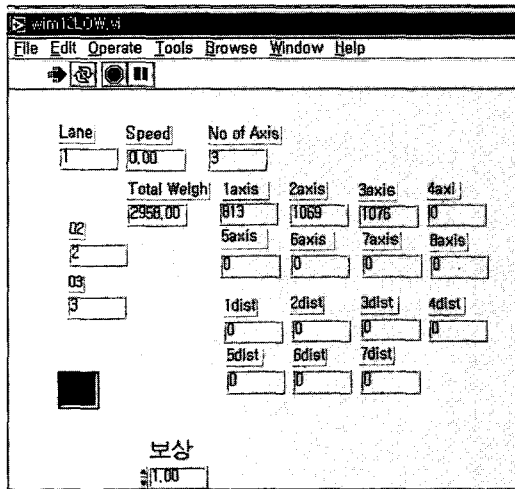 wim12LOW.vi
File Edit Operate Tools Browse Window Help
Lane Speed No of Axis
1 0.00 3
Total Weigh 1axis 2axis 3axis 4axi
2958.00 813 1069 1076 0
02 5axis 6axis 7axis 8axis
2 0 0 0 0
03
3 1dist 2dist 3dist 4dist
0 0 0 0
5dist 6dist 7dist
0 0 0
보상
1.00